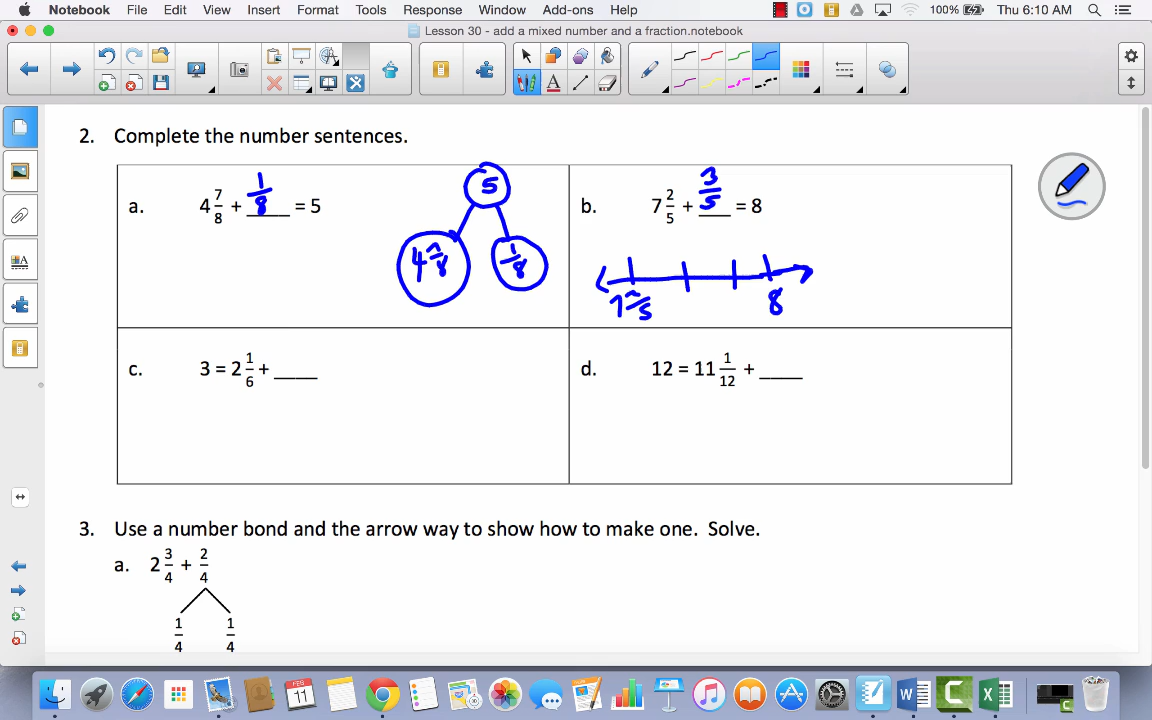 Notebook File Edit View Insert Format Tools Response Window Add-ons Help 100% Thu 6:10 AM
Lesson 30 - add a mixed number and a fraction.notebook
2. Complete the number sentences.
a. 4 7/8 + 1/8 = 5
5
4 7/8 1/8
b. 7 2/5 + 3/5 = 8
7 2/5 8
c. 3 = 2 1/6 + ____
d. 12 = 11 1/12 + ____
3. Use a number bond and the arrow way to show how to make one. Solve.
a. 2 3/4 + 2/4
1/4 1/4
11